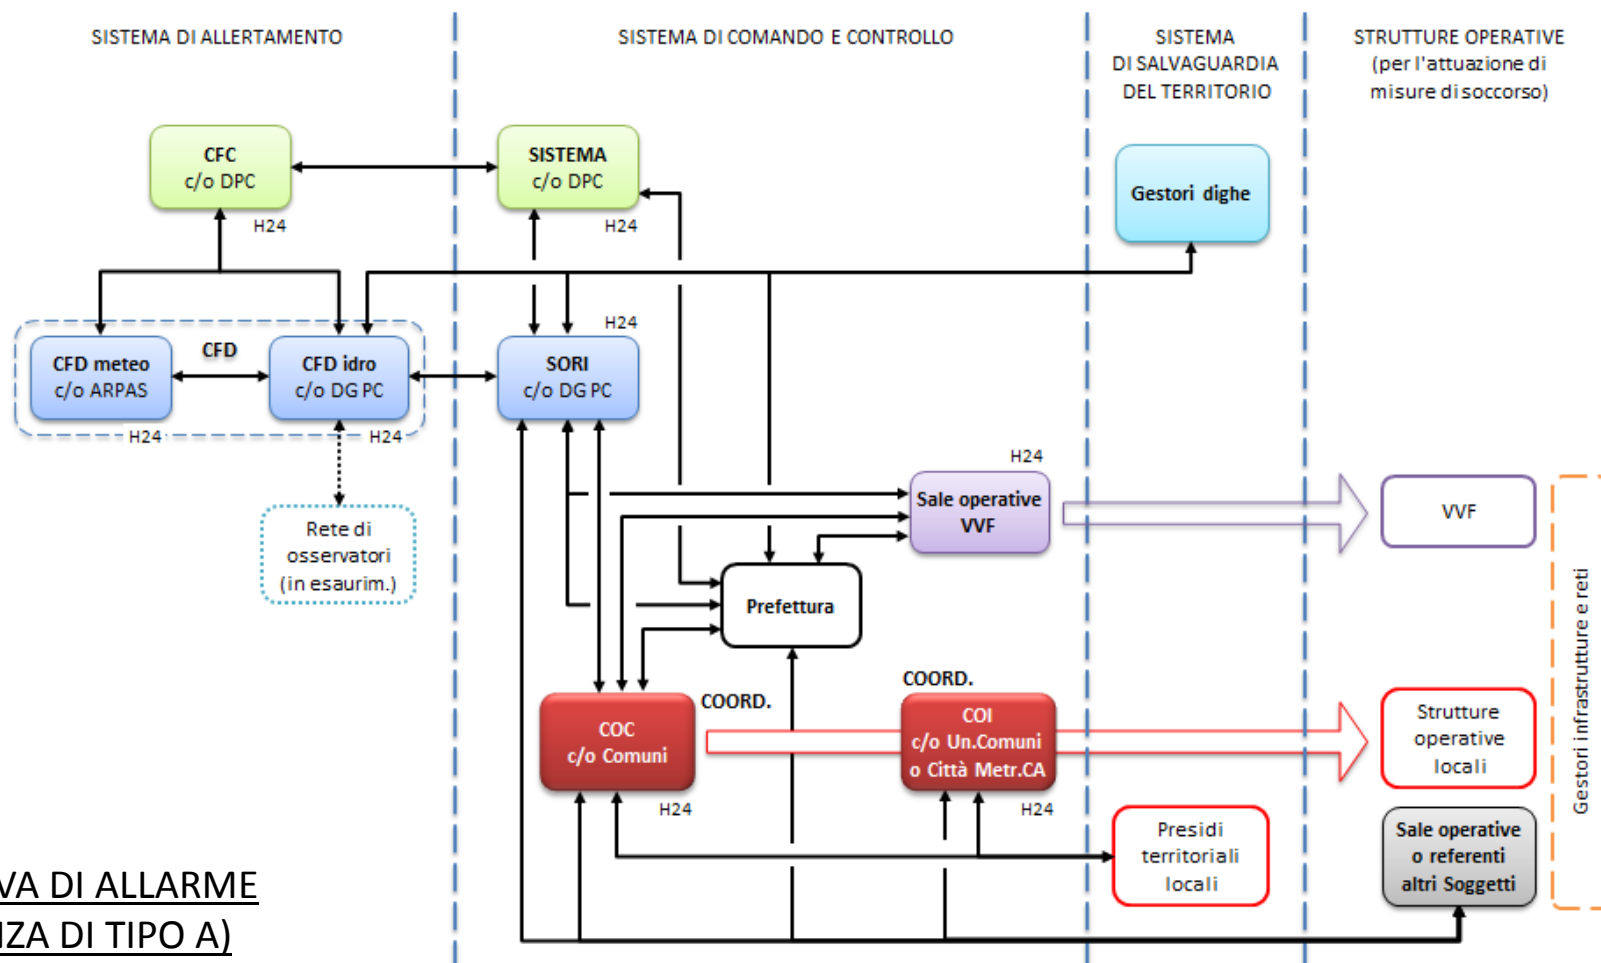 SISTEMA DI ALLERTAMENTO
SISTEMA DI COMANDO E CONTROLLO
SISTEMA
DI SALVAGUARDIA
DEL TERRITORIO
STRUTTURE OPERATIVE
(per l'attuazione di
misure di soccorso)
CFC
c/o DPC
H24
SISTEMA
c/o DPC
H24
Gestori dighe
CFD meteo
c/o ARPAS
H24
CFD
CFD idro
c/o DG PC
H24
H24
SORI
c/o DG PC
Rete di
osservatori
(in esaurim.)
H24
Sale operative
VVF
VVF
Prefettura
COORD.
COC
c/o Comuni
H24
COORD.
COI
c/o Un.Comuni
o Città Metr.CA
H24
Strutture
operative
locali
Presidi
territoriali
locali
Sale operative
o referenti
altri Soggetti
Gestori infrastrutture e reti
VA DI ALLARME
NZA DI TIPO A)